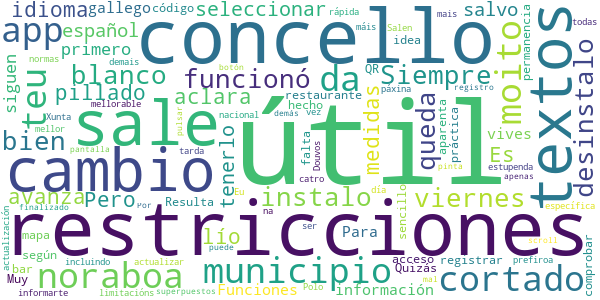 idioma gallego código rápida máis mais salvo Salen todas
app español seleccionar concello idea permanencia
siguen primero QR normas demais
teu blanco funcionó da Siempre moito textos
pillado restaurante botón páxina registro
Xunta mellorable aclara hecho nacional demás vez aparenta práctica
mellor sale útil medidas queda desinstalo
bien pulsar tenerlo falta Douvos Es vives
pantalla tarda catro estupenda
cambio Eu día pinta apenas
avanza Pero Resulta instalo viernes específica
finalizado Por na sencillo
restricciones
actualización mapa según lío Para ser acceso registrar prefiroa scroll
noraboa municipio puede Quizás cortado comprobar
bar incluindo actualizar información mal
Muy informarte limitacións superpuestos Funciones Polo